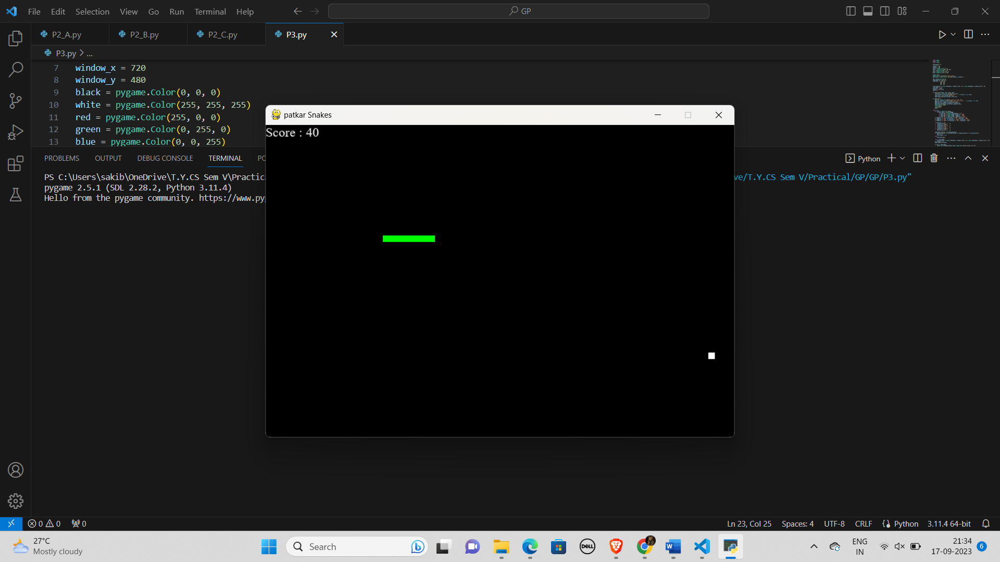 File Edit Selection View Go Run Terminal Help
GP
P2_A.py P2_B.py P2_C.py P3.py
P3.py > ...
7 window_x = 720
8 window_y = 480
9 black = pygame.Color(0, 0, 0)
10 white = pygame.Color(255, 255, 255)
11 red = pygame.Color(255, 0, 0)
12 green = pygame.Color(0, 255, 0)
13 blue = pygame.Color(0, 0, 255)
patkar Snakes
Score : 40
PROBLEMS OUTPUT DEBUG CONSOLE TERMINAL
Python
PS C:\Users\sakib\OneDrive\T.Y.CS Sem V\Practic
ve/T.Y.CS Sem V/Practical/GP/GP/P3.py"
pygame 2.5.1 (SDL 2.28.2, Python 3.11.4)
Hello from the pygame community. https://www.py
0 0 0
Ln 23, Col 25 Spaces: 4 UTF-8 CRLF Python 3.11.4 64-bit
27°C
Mostly cloudy
Search
DELL
ENG
IN
21:34
17-09-2023
6